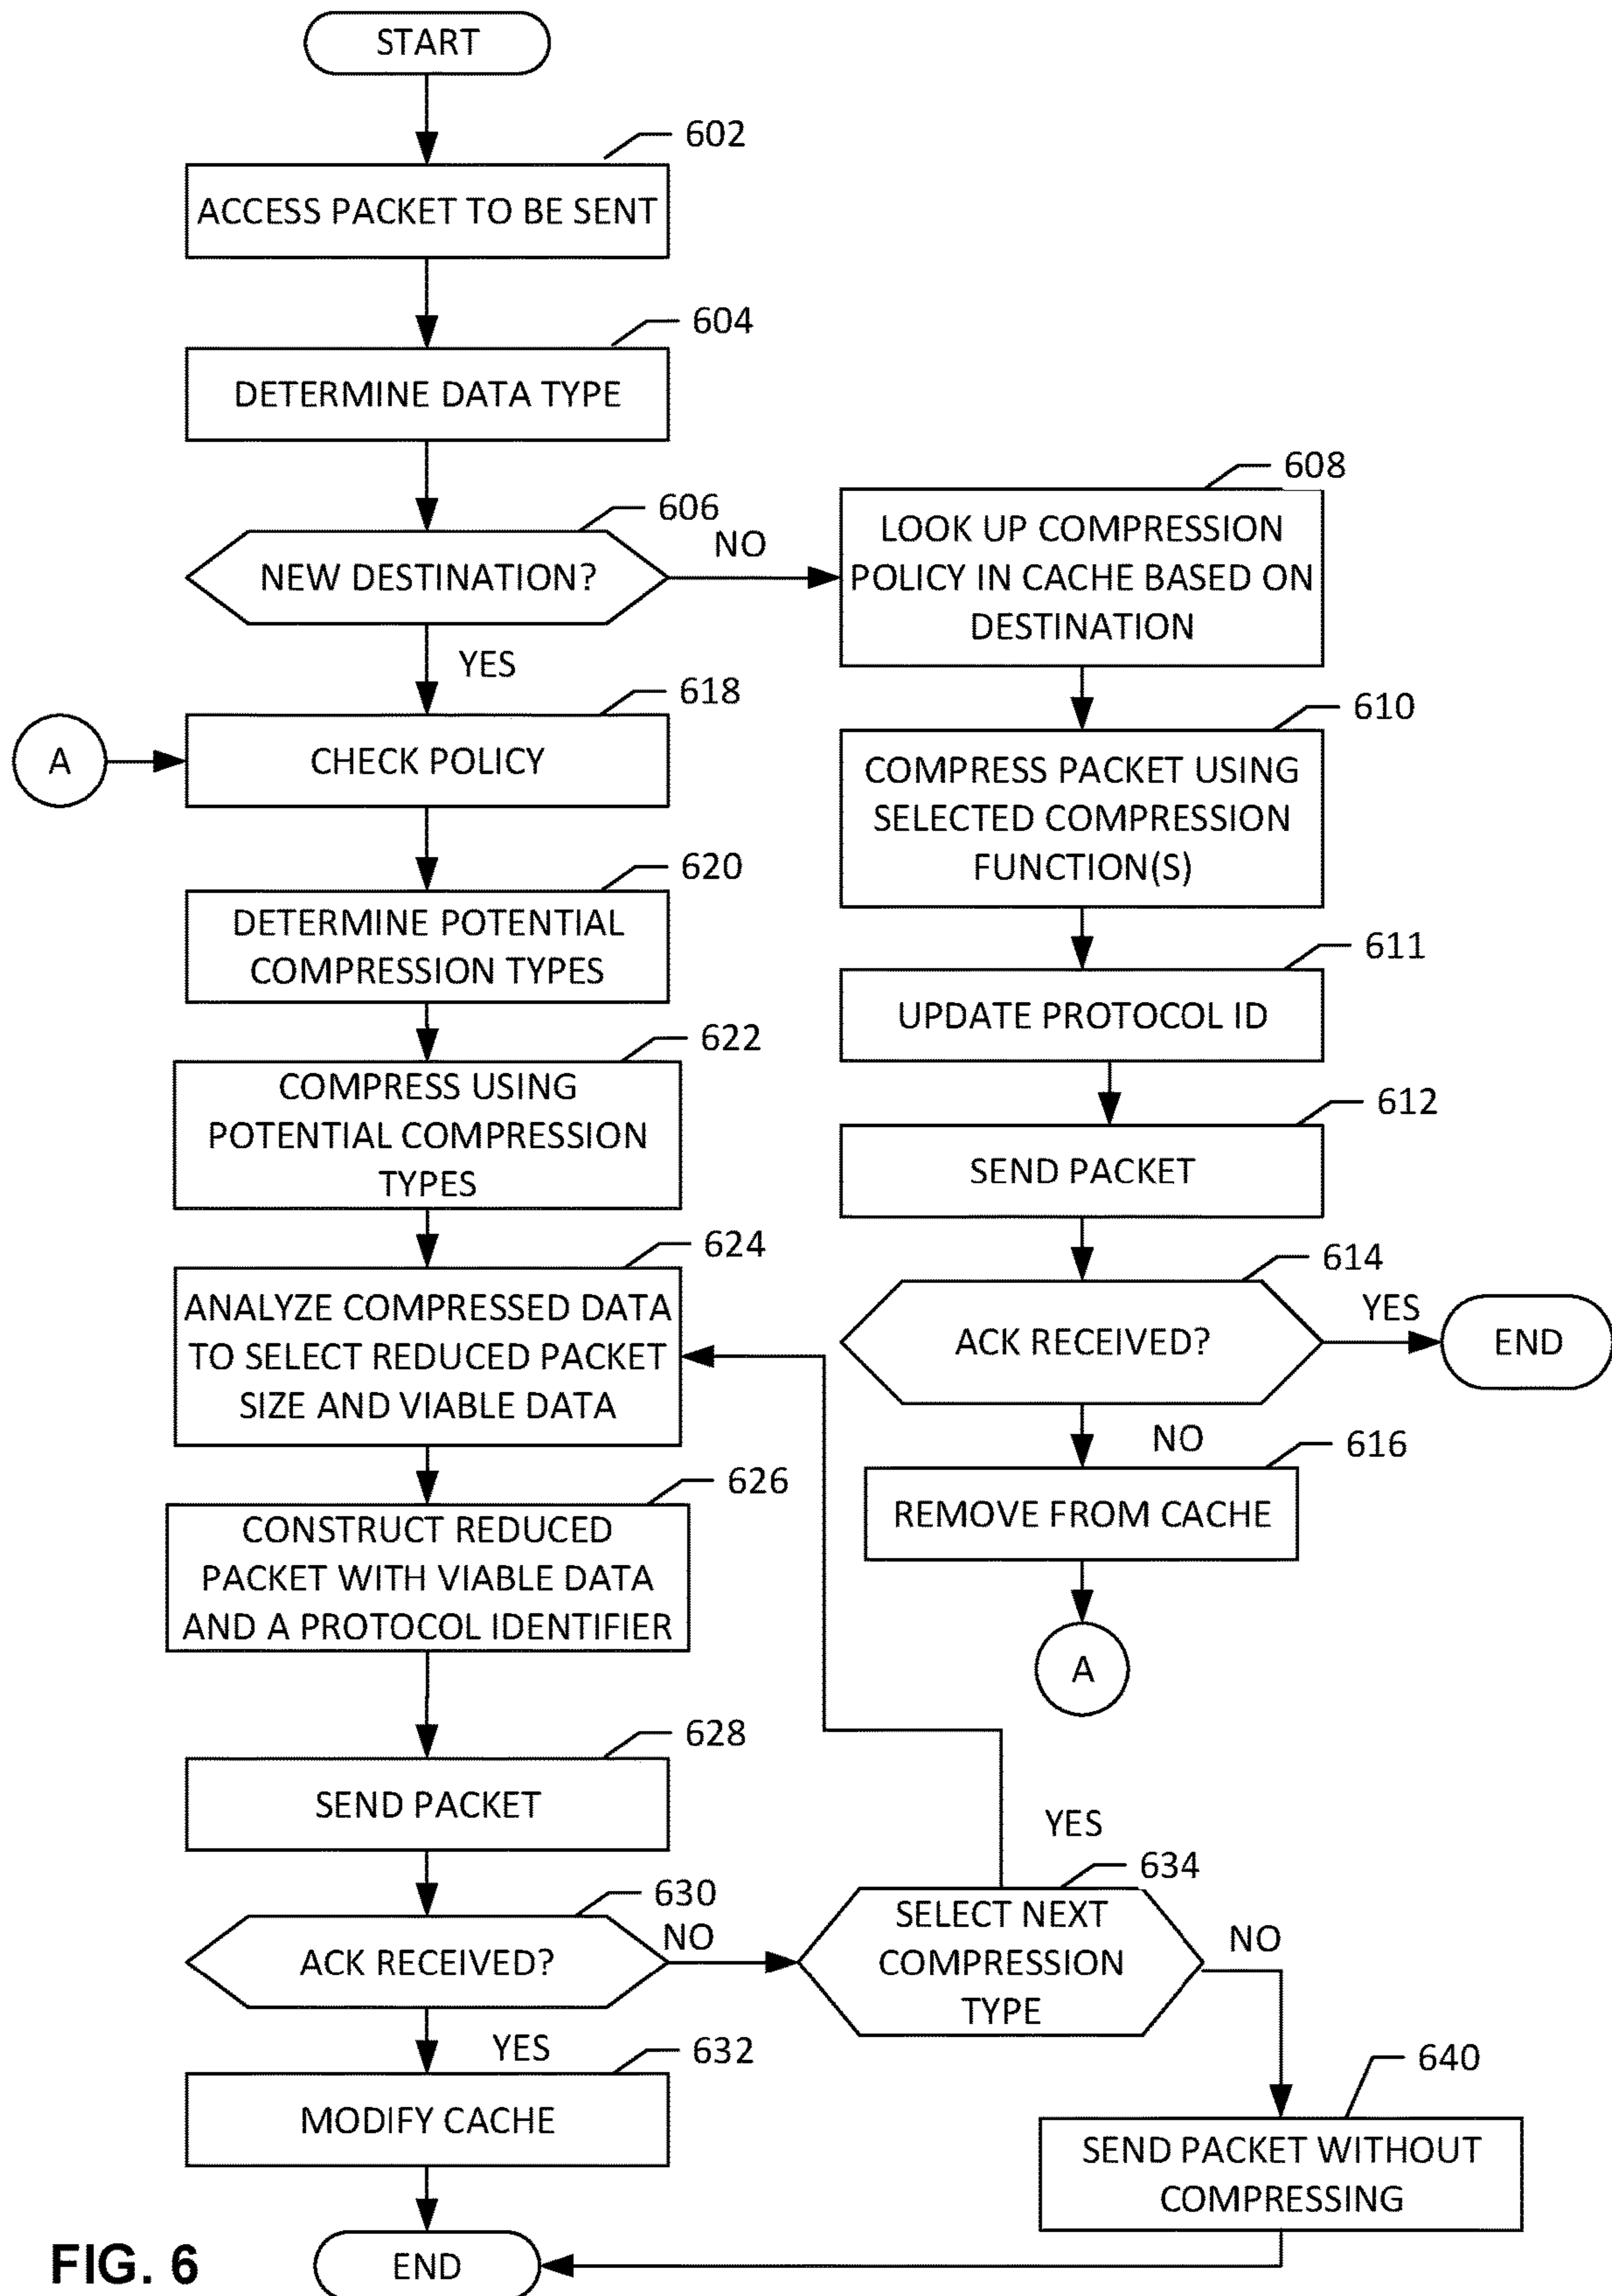 START
602
ACCESS PACKET TO BE SENT
604
DETERMINE DATA TYPE
606
NEW DESTINATION?
NO
608
LOOK UP COMPRESSION
POLICY IN CACHE BASED ON
DESTINATION
YES
618
A
CHECK POLICY
610
COMPRESS PACKET USING
SELECTED COMPRESSION
FUNCTION(S)
620
DETERMINE POTENTIAL
COMPRESSION TYPES
611
UPDATE PROTOCOL ID
622
COMPRESS USING
POTENTIAL COMPRESSION
TYPES
612
SEND PACKET
624
ANALYZE COMPRESSED DATA
TO SELECT REDUCED PACKET
SIZE AND VIABLE DATA
614
ACK RECEIVED?
YES
END
NO
616
REMOVE FROM CACHE
A
626
CONSTRUCT REDUCED
PACKET WITH VIABLE DATA
AND A PROTOCOL IDENTIFIER
628
SEND PACKET
630
ACK RECEIVED?
NO
YES
634
SELECT NEXT
COMPRESSION
TYPE
NO
YES
632
MODIFY CACHE
640
SEND PACKET WITHOUT
COMPRESSING
END
FIG. 6